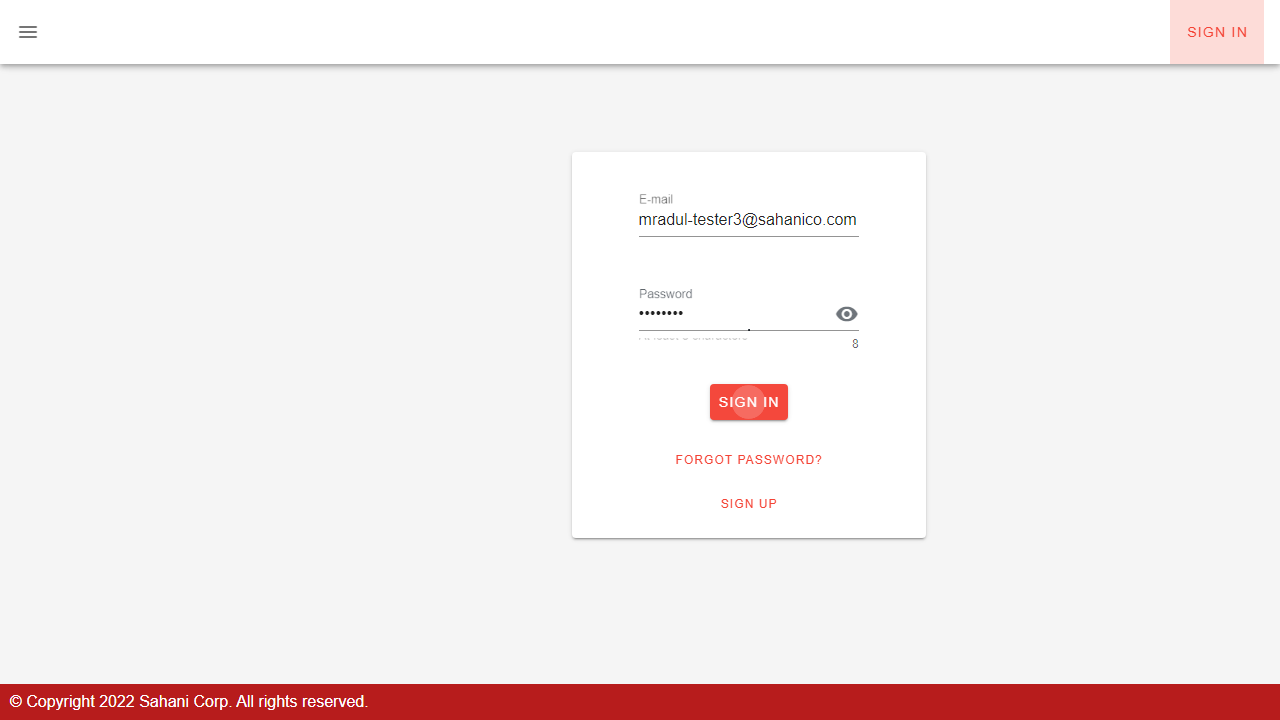 SIGN IN
E-mail
mradul-tester3@sahanico.com
Password
••••••••
8
SIGN IN
FORGOT PASSWORD?
SIGN UP
© Copyright 2022 Sahani Corp. All rights reserved.